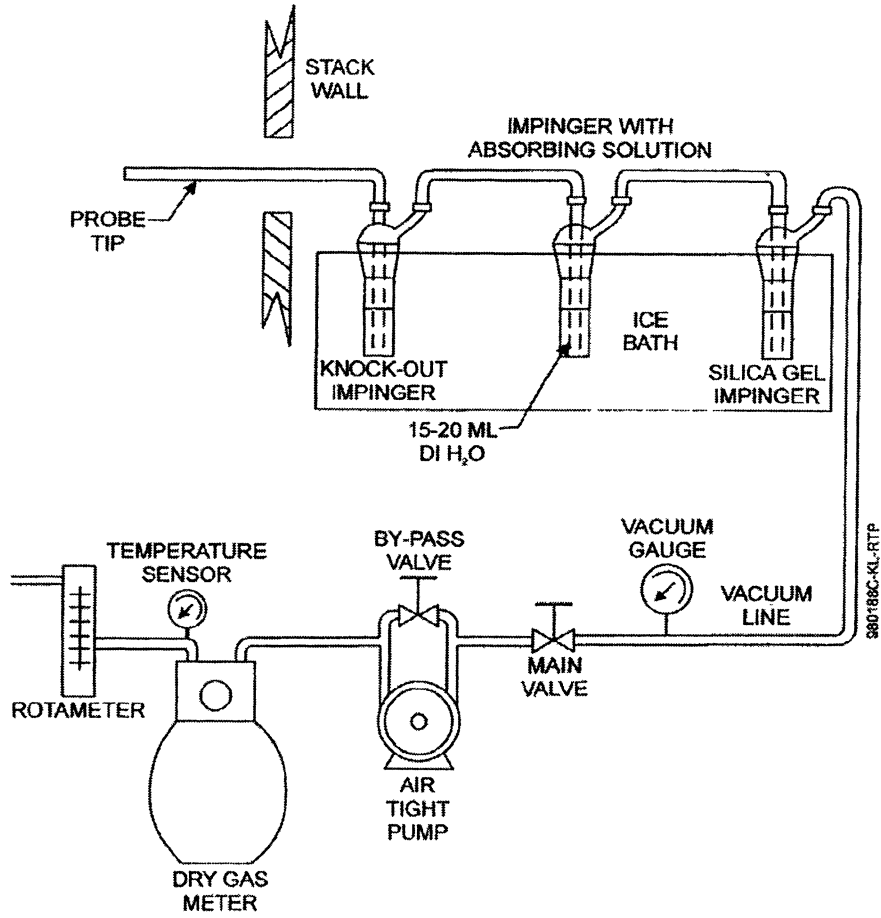 STACK
WALL
IMPINGER WITH
ABSORBING SOLUTION
PROBE
TIP
ICE
BATH
KNOCK-OUT
IMPINGER
SILICA GEL
IMPINGER
15-20 ML
DI H₂O
TEMPERATURE
SENSOR
BY-PASS
VALVE
VACUUM
GAUGE
VACUUM
LINE
MAIN
VALVE
ROTAMETER
AIR
TIGHT
PUMP
DRY GAS
METER
980188C-KL-RTP